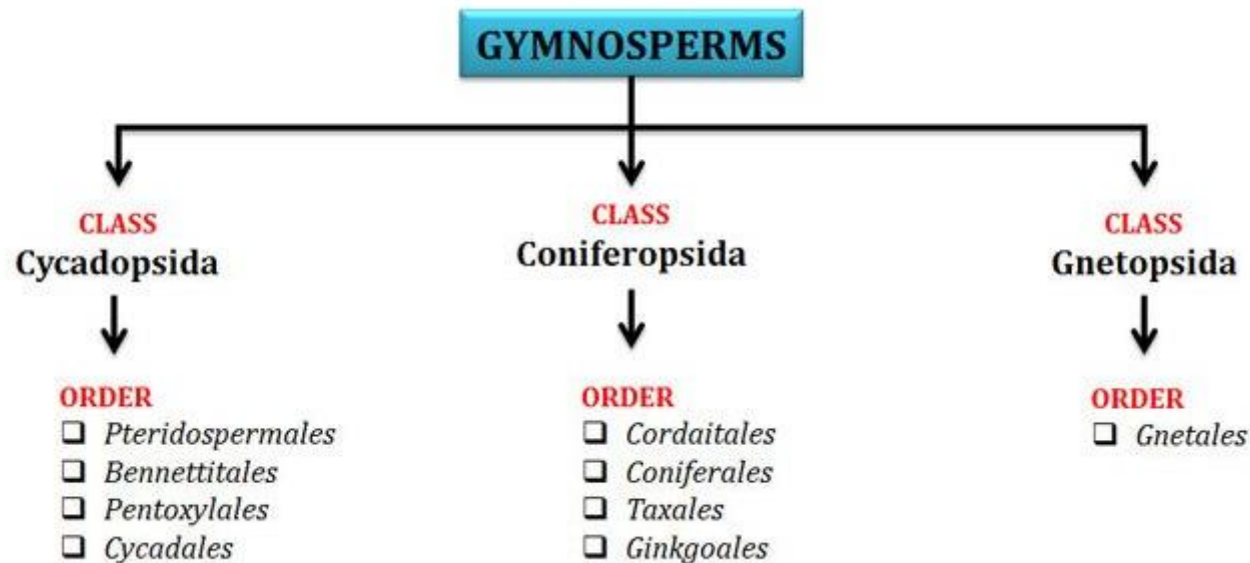 GYMNOSPERMS
CLASS
Cycadopsida
ORDER
❑ Pteridospermales
❑ Bennettitales
❑ Pentoxylales
❑ Cycadales
CLASS
Coniferopsida
ORDER
❑ Cordaitales
❑ Coniferales
❑ Taxales
❑ Ginkgoales
CLASS
Gnetopsida
ORDER
❑ Gnetales